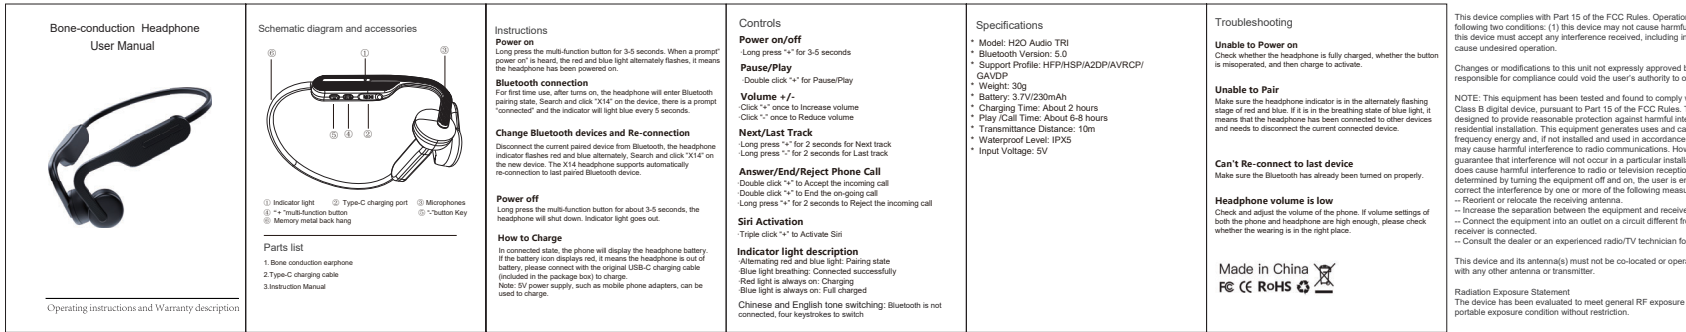 Bone-conduction Headphone
User Manual
Operating instructions and Warranty description
Schematic diagram and accessories
⑥
①
③
⑤
④
②
① Indicator light ② Type-C charging port ③ Microphones
④ "+ "multi-function button ⑤ "-"button Key
⑥ Memory metal back hang
Parts list
1. Bone conduction earphone
2.Type-C charging cable
3.Instruction Manual
Instructions
Power on
Long press the multi-function button for 3-5 seconds. When a prompt"
power on" is heard, the red and blue light alternately flashes, it means
the headphone has been powered on.
Bluetooth connection
For first time use, after turns on, the headphone will enter Bluetooth
pairing state, Search and click "X14" on the device, there is a prompt
"connected" and the indicator will light blue every 5 seconds.
Change Bluetooth devices and Re-connection
Disconnect the current paired device from Bluetooth, the headphone
indicator flashes red and blue alternately, Search and click "X14" on
the new device. The X14 headphone supports automatically
re-connection to last paired Bluetooth device.
Power off
Long press the multi-function button for about 3-5 seconds, the
headphone will shut down. Indicator light goes out.
How to Charge
In connected state, the phone will display the headphone battery.
If the battery icon displays red, it means the headphone is out of
battery, please connect with the original USB-C charging cable
(included in the package box) to charge.
Note: 5V power supply, such as mobile phone adapters, can be
used to charge.
Controls
Power on/off
·Long press "+" for 3-5 seconds
Pause/Play
·Double click "+" for Pause/Play
Volume +/-
·Click "+" once to Increase volume
·Click "-" once to Reduce volume
Next/Last Track
·Long press "+" for 2 seconds for Next track
·Long press "-" for 2 seconds for Last track
Answer/End/Reject Phone Call
·Double click "+" to Accept the incoming call
·Double click "+" to End the on-going call
·Long press "+" for 2 seconds to Reject the incoming call
Siri Activation
·Triple click "+" to Activate Siri
Indicator light description
·Alternating red and blue light: Pairing state
·Blue light breathing: Connected successfully
·Red light is always on: Charging
·Blue light is always on: Full charged
Chinese and English tone switching: Bluetooth is not
connected, four keystrokes to switch
Specifications
* Model: H2O Audio TRI
* Bluetooth Version: 5.0
* Support Profile: HFP/HSP/A2DP/AVRCP/
GAVDP
* Weight: 30g
* Battery: 3.7V/230mAh
* Charging Time: About 2 hours
* Play /Call Time: About 6-8 hours
* Transmittance Distance: 10m
* Waterproof Level: IPX5
* Input Voltage: 5V
Troubleshooting
Unable to Power on
Check whether the headphone is fully charged, whether the button
is misoperated, and then charge to activate.
Unable to Pair
Make sure the headphone indicator is in the alternately flashing
stage of red and blue. If it is in the breathing state of blue light, it
means that the headphone has been connected to other devices
and needs to disconnect the current connected device.
Can't Re-connect to last device
Make sure the Bluetooth has already been turned on properly.
Headphone volume is low
Check and adjust the volume of the phone. If volume settings of
both the phone and headphone are high enough, please check
whether the wearing is in the right place.
Made in China
FC CE RoHS
This device complies with Part 15 of the FCC Rules. Operation
following two conditions: (1) this device may not cause harmfu
this device must accept any interference received, including in
cause undesired operation.
Changes or modifications to this unit not expressly approved b
responsible for compliance could void the user's authority to o
NOTE: This equipment has been tested and found to comply w
Class B digital device, pursuant to Part 15 of the FCC Rules. T
designed to provide reasonable protection against harmful inte
residential installation. This equipment generates uses and ca
frequency energy and, if not installed and used in accordance
may cause harmful interference to radio communications. How
guarantee that interference will not occur in a particular installa
does cause harmful interference to radio or television receptio
determined by turning the equipment off and on, the user is en
correct the interference by one or more of the following measu
-- Reorient or relocate the receiving antenna.
-- Increase the separation between the equipment and receive
-- Connect the equipment into an outlet on a circuit different fr
receiver is connected.
-- Consult the dealer or an experienced radio/TV technician fo
This device and its antenna(s) must not be co-located or opera
with any other antenna or transmitter.
Radiation Exposure Statement
The device has been evaluated to meet general RF exposure
portable exposure condition without restriction.